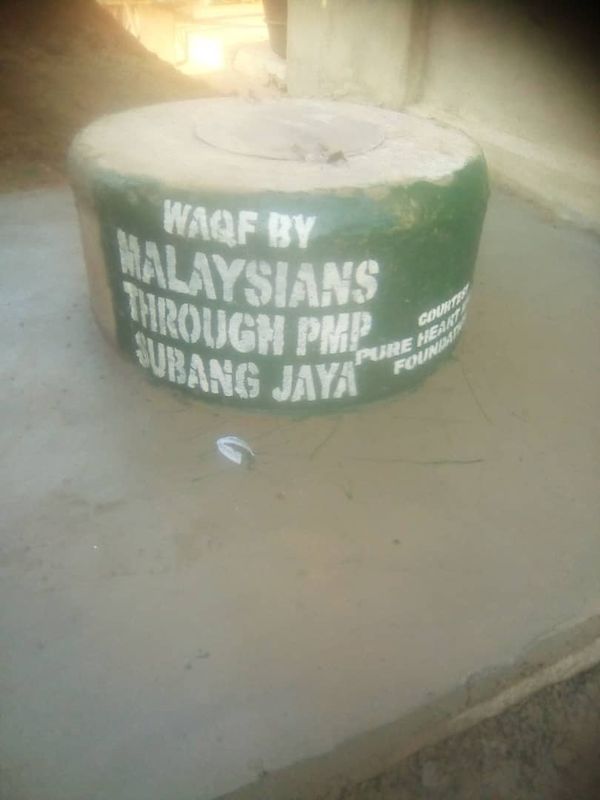 WAQF BY
MALAYSIANS
THROUGH PMP
SUBANG JAYA
PURE HEART